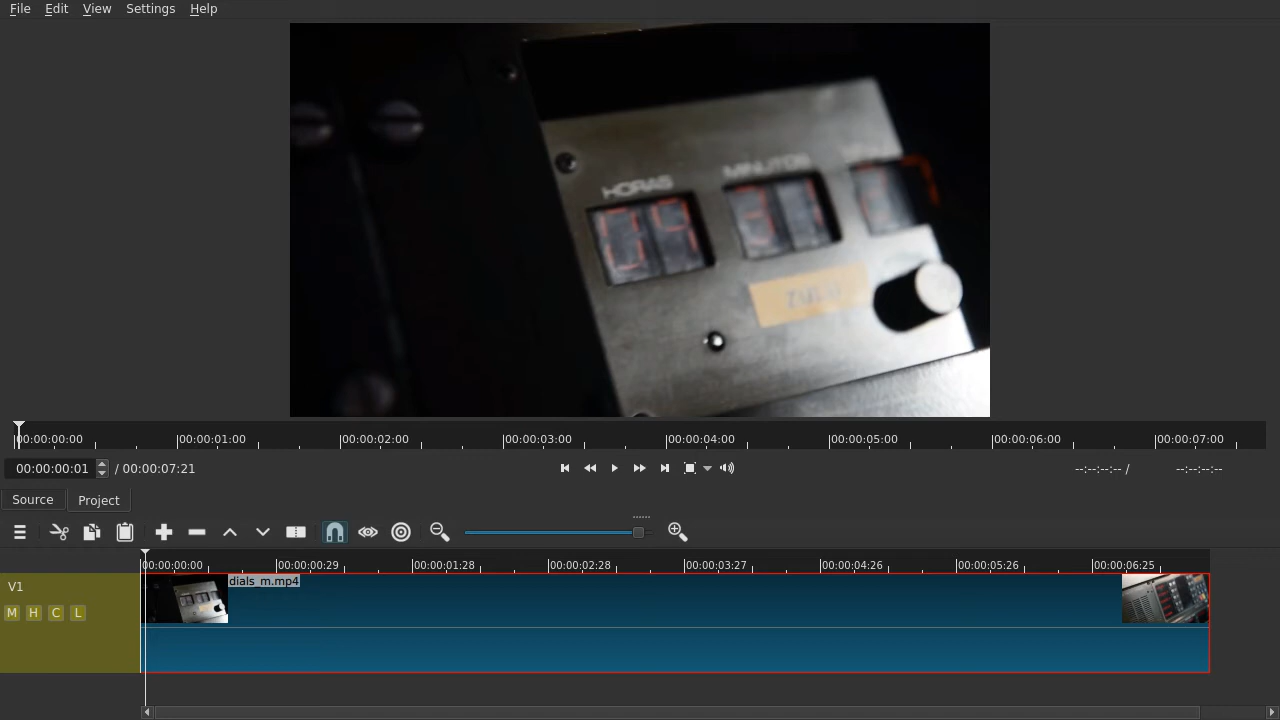 File Edit View Settings Help
HORAS MINUTOS
09 31
00:00:00:00 00:00:01:00 00:00:02:00 00:00:03:00 00:00:04:00 00:00:05:00 00:00:06:00 00:00:07:00
00:00:00:01 / 00:00:07:21 --:--:--:-- / --:--:--:--
Source Project
00:00:00:00 00:00:00:29 00:00:01:28 00:00:02:28 00:00:03:27 00:00:04:26 00:00:05:26 00:00:06:25
V1 dials_m.mp4
M H C L